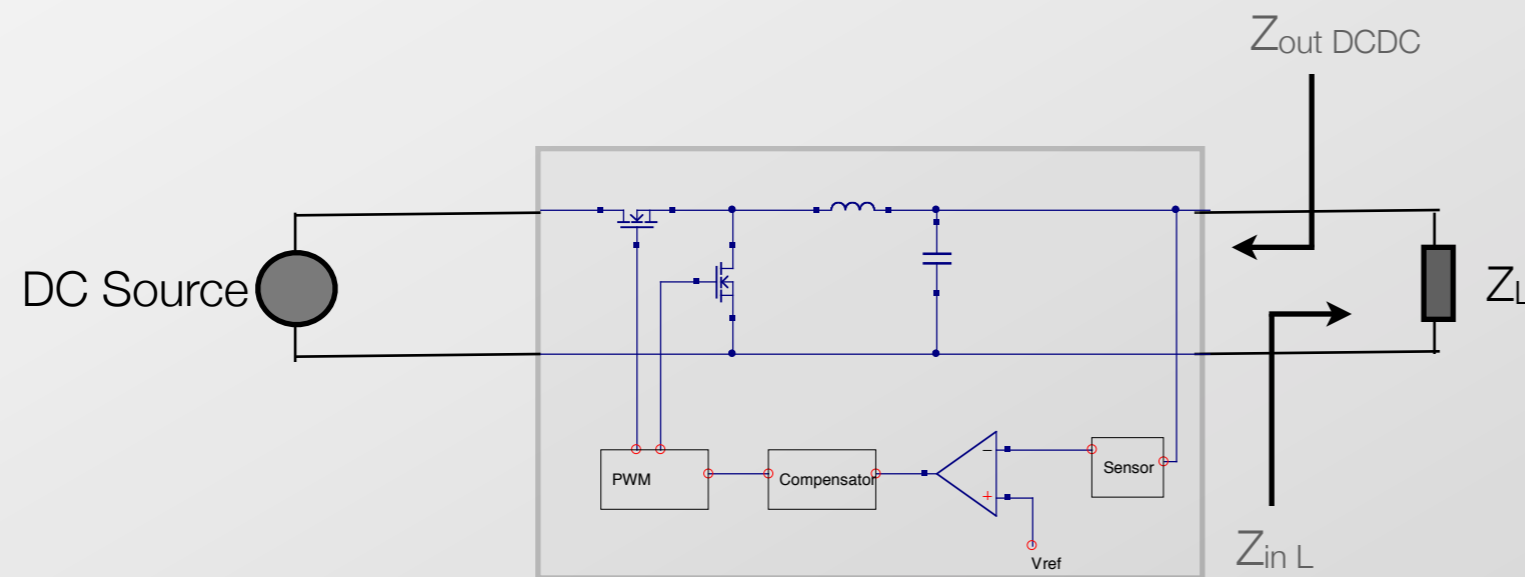 Zout DCDC
DC Source
ZL
PWM
Compensator
−
+
Sensor
Vref
Zin L